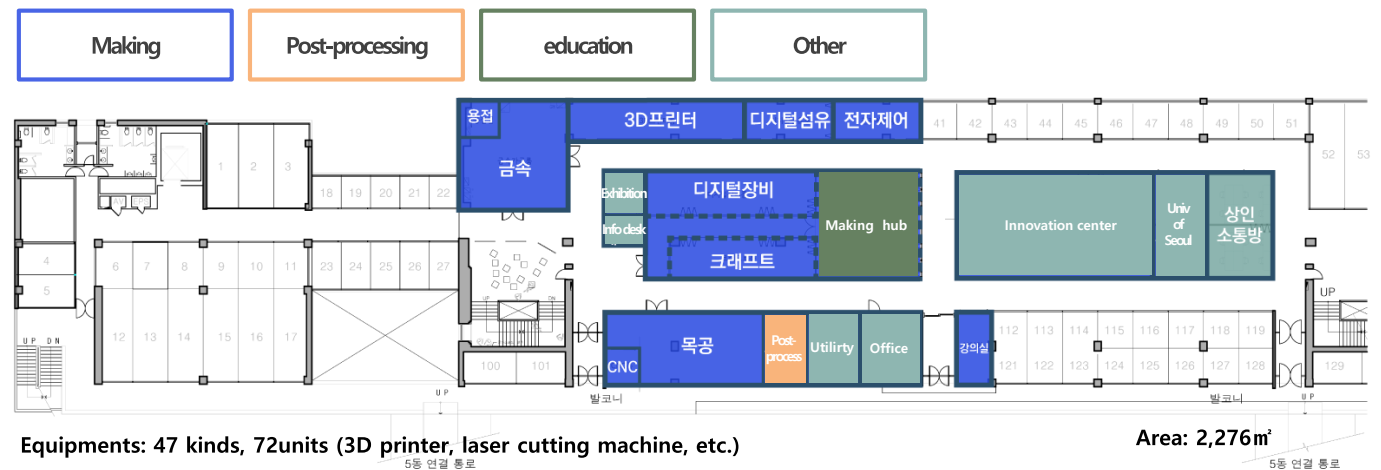 Making
Post-processing
education
Other
용접
3D프린터
디지털섬유
전자제어
41 42 43 44 45 46 47 48 49 50 51
52 53
1 2 3
금속
18 19 20 21 22
Exhibition
디지털장비
Making hub
Innovation center
Univ
of
Seoul
상인
소통방
Info desk
크래프트
4
5
6 7 8 9 10 11
23 24 25 26 27
UP
DN
UP
12 13 14 15 16 17
목공
Post-
process
Utilirty
Office
강의실
112 113 114 115 116 117 118 119
UP DN
100 101
CNC
121 122 123 124 125 126 127 128
129
UP
발코니
발코니
UP
Equipments: 47 kinds, 72units (3D printer, laser cutting machine, etc.)
Area: 2,276㎡
5동 연결 통로
5동 연결 통로